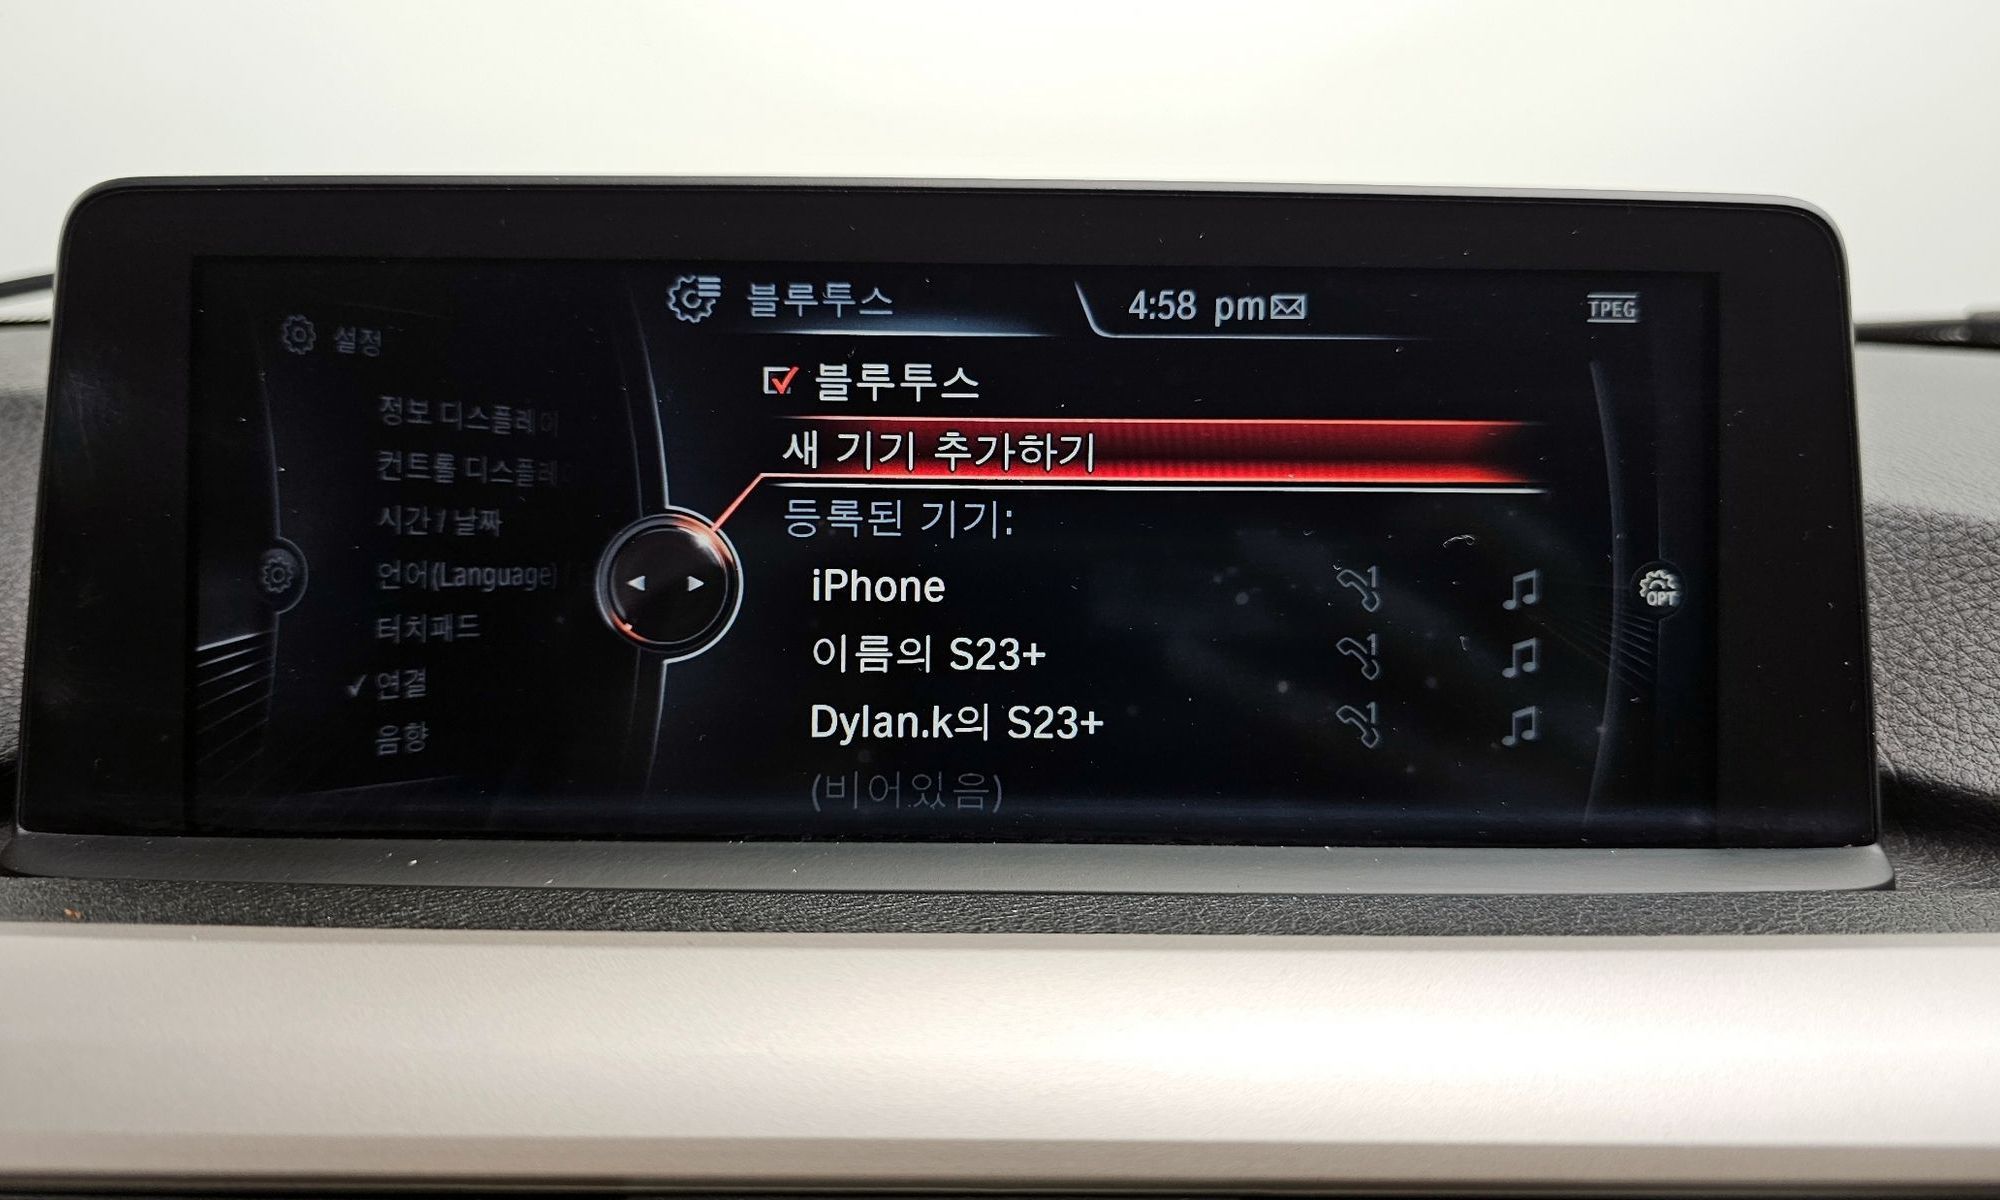 설정
블루투스
4:58 pm
TPEG
정보 디스플레이
컨트롤 디스플레이
시간 / 날짜
언어(Language) /
터치패드
연결
음향
블루투스
새 기기 추가하기
등록된 기기:
iPhone
이름의 S23+
Dylan.k의 S23+
(비어있음)
OPT